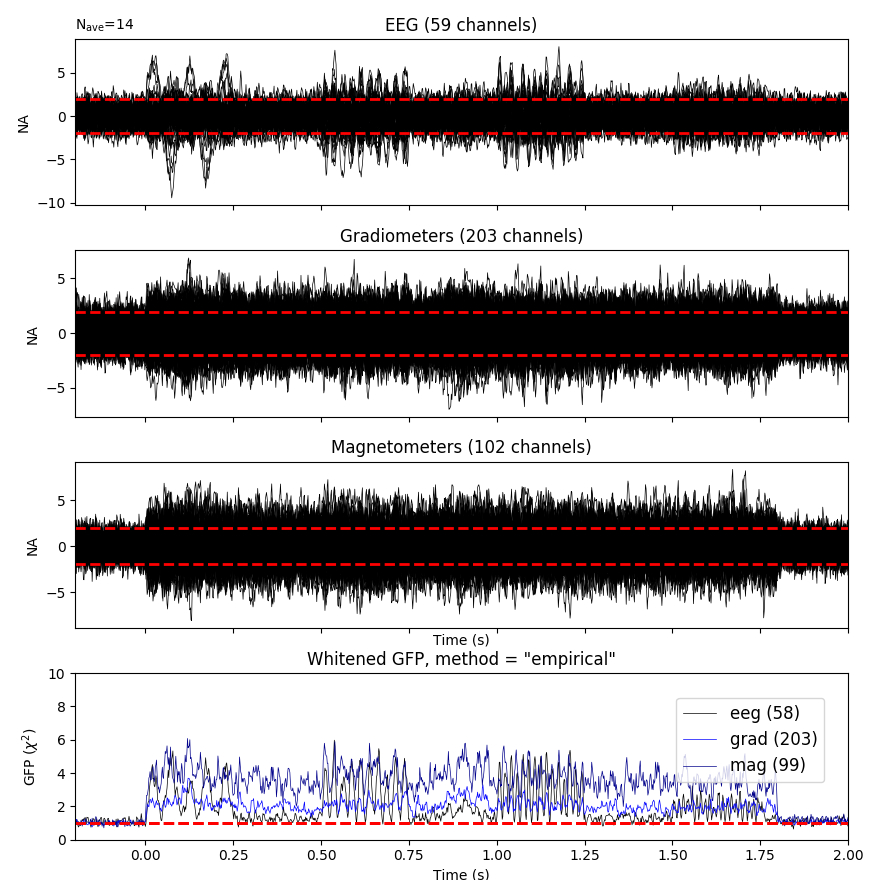 Nave=14
EEG (59 channels)
5
0
−5
−10
NA
Gradiometers (203 channels)
5
0
−5
NA
Magnetometers (102 channels)
5
0
−5
NA
Time (s)
Whitened GFP, method = "empirical"
10
8
6
4
2
0
GFP (χ²)
eeg (58)
grad (203)
mag (99)
0.00 0.25 0.50 0.75 1.00 1.25 1.50 1.75 2.00
Time (s)